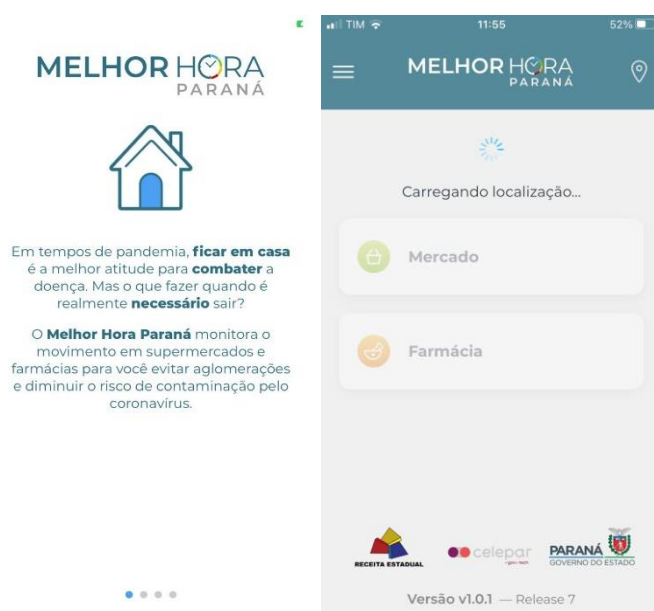 MELHOR HORA
PARANÁ
Em tempos de pandemia, ficar em casa
é a melhor atitude para combater a
doença. Mas o que fazer quando é
realmente necessário sair?
O Melhor Hora Paraná monitora o
movimento em supermercados e
farmácias para você evitar aglomerações
e diminuir o risco de contaminação pelo
coronavírus.
TIM 11:55 52%
MELHOR HORA
PARANÁ
Carregando localização...
Mercado
Farmácia
RECEITA ESTADUAL
celepar
PARANÁ
GOVERNO DO ESTADO
Versão v1.0.1 — Release 7